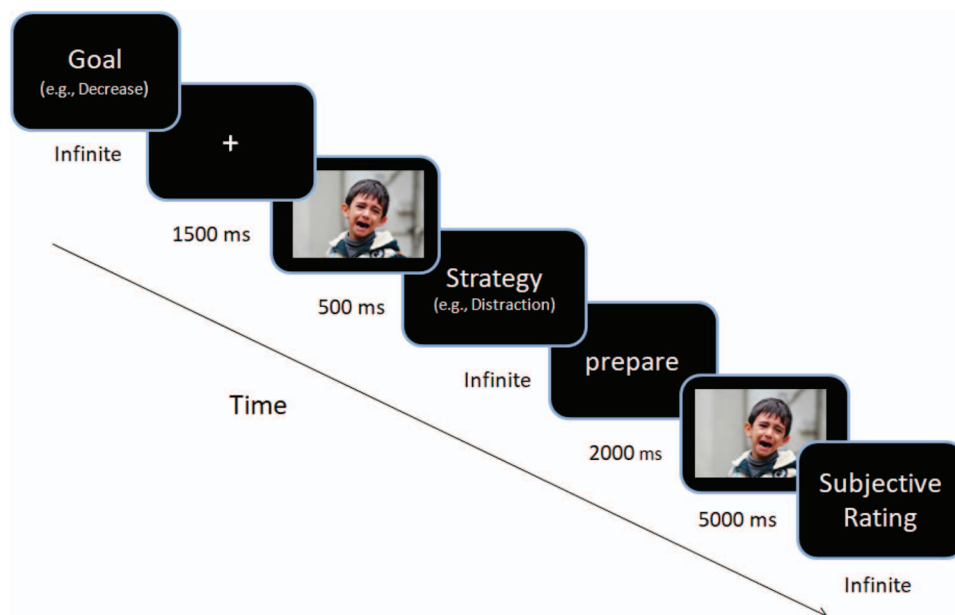 Goal
(e.g., Decrease)
Infinite
+
1500 ms
500 ms
Strategy
(e.g., Distraction)
Infinite
prepare
2000 ms
5000 ms
Subjective
Rating
Infinite
Time